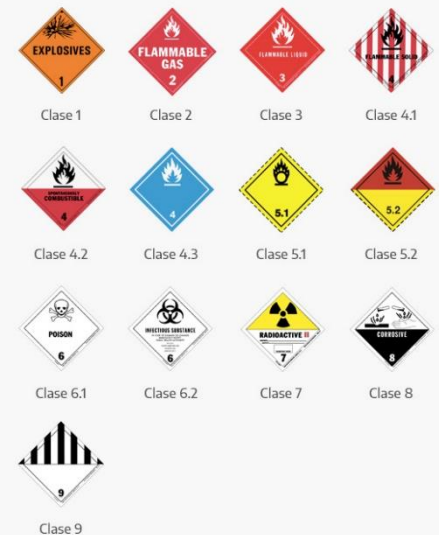 EXPLOSIVES
1
Clase 1
FLAMMABLE
GAS
2
Clase 2
FLAMMABLE LIQUID
3
Clase 3
FLAMMABLE SOLID
4
Clase 4.1
SPONTANEOUSLY
COMBUSTIBLE
4
Clase 4.2
4
Clase 4.3
5.1
Clase 5.1
5.2
Clase 5.2
POISON
6
Clase 6.1
INFECTIOUS SUBSTANCE
6
Clase 6.2
RADIOACTIVE II
7
Clase 7
CORROSIVE
8
Clase 8
9
Clase 9